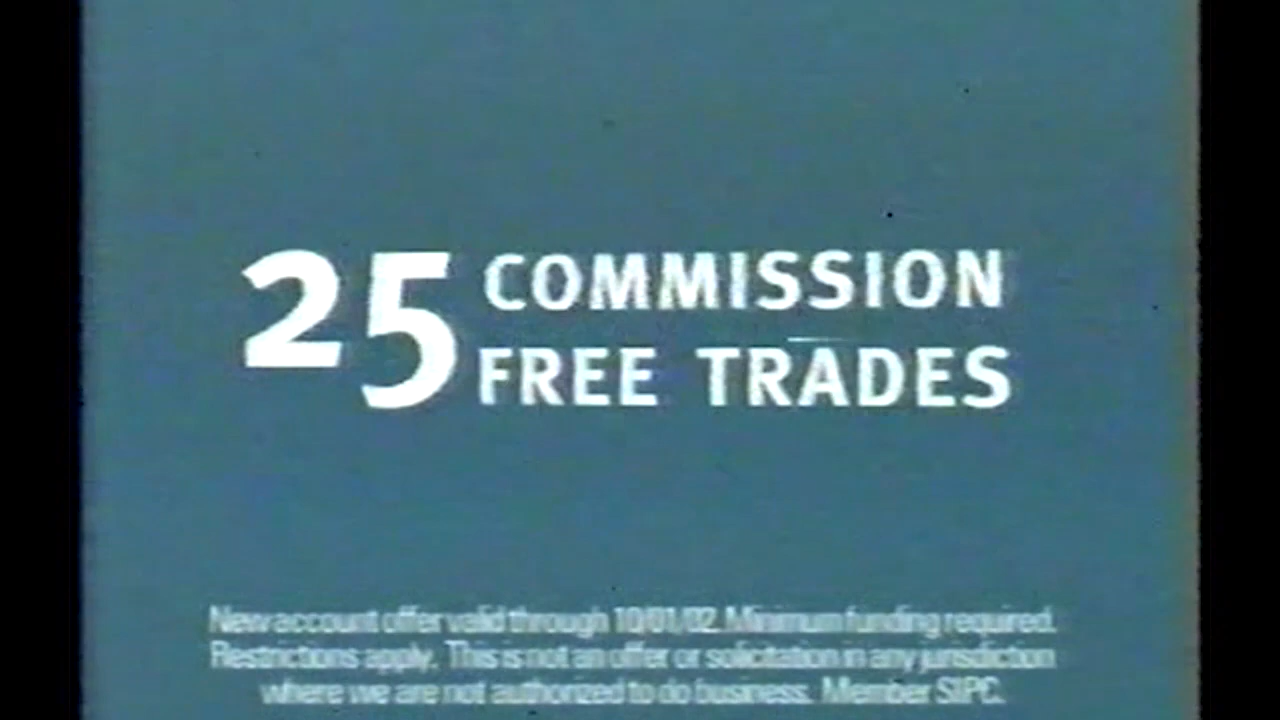 25 COMMISSION
FREE TRADES
New account offer valid through 10/01/02. Minimum funding required.
Restrictions apply. This is not an offer or solicitation in any jurisdiction
where we are not authorized to do business. Member SIPC.